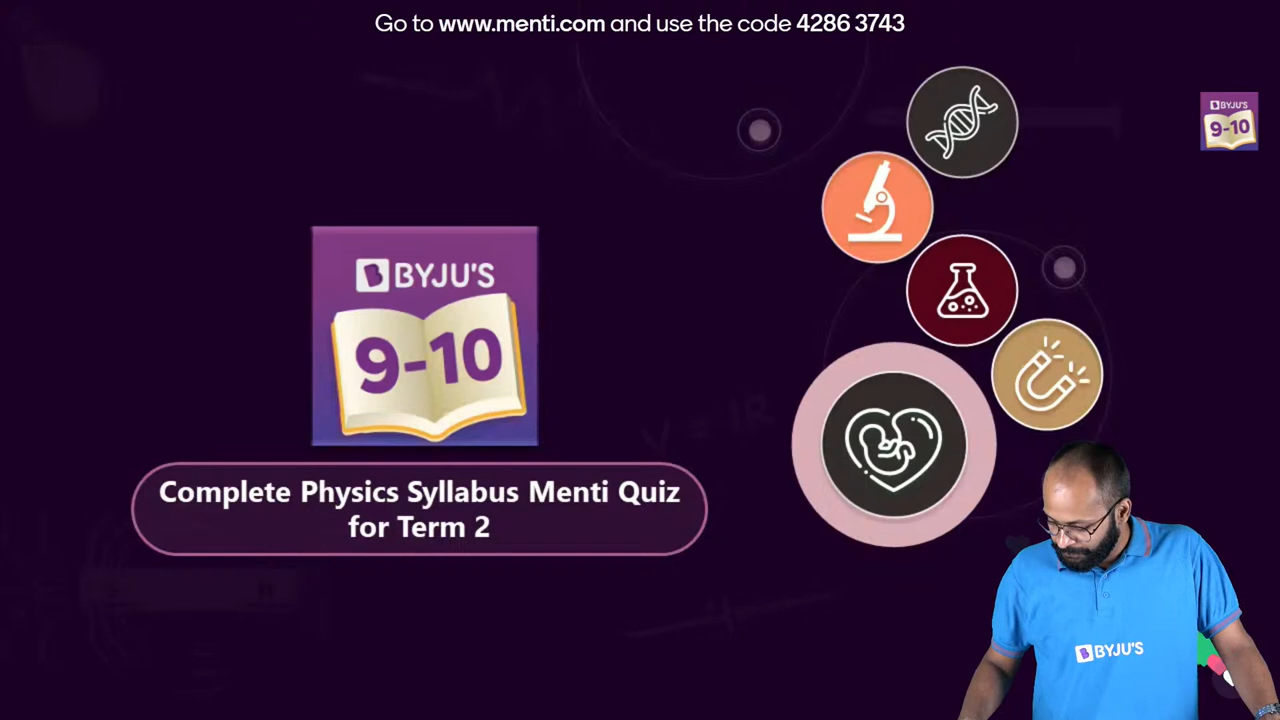 Go to www.menti.com and use the code 4286 3743
BYJU'S
9-10
BYJU'S
9-10
Complete Physics Syllabus Menti Quiz
for Term 2
V = IR
BYJU'S